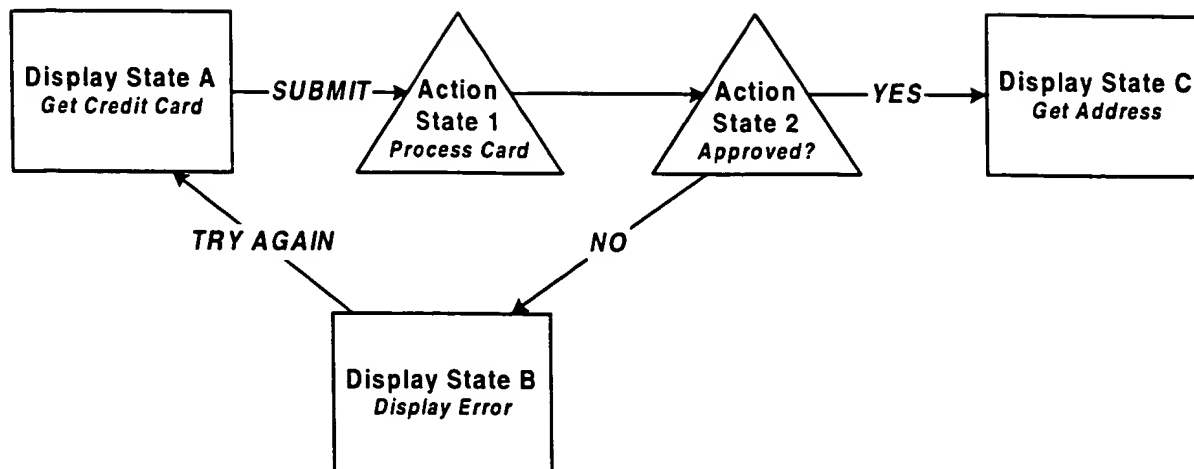 Display State A
Get Credit Card
SUBMIT
Action
State 1
Process Card
Action
State 2
Approved?
YES
Display State C
Get Address
TRY AGAIN
NO
Display State B
Display Error